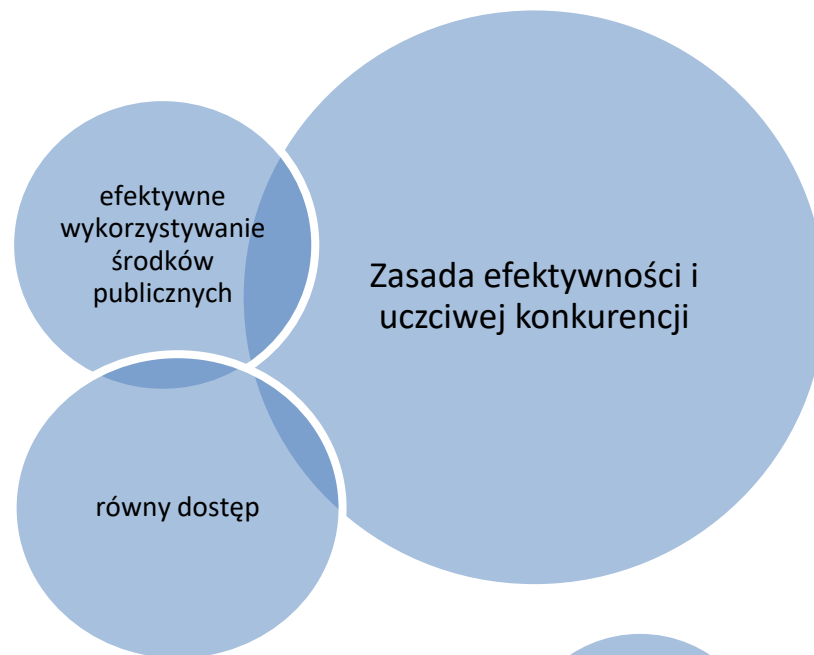 efektywne
wykorzystywanie
środków
publicznych
Zasada efektywności i
uczciwej konkurencji
równy dostęp